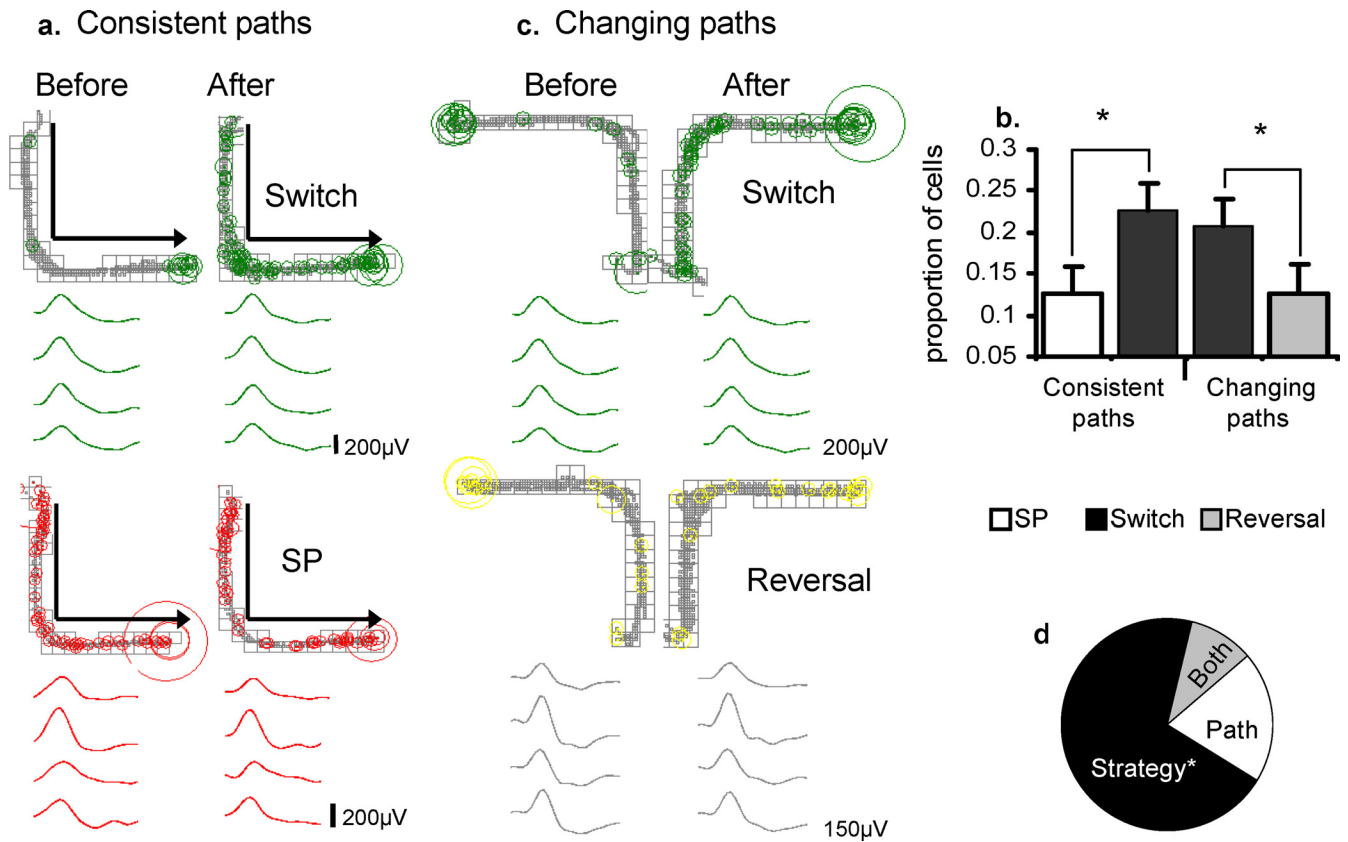 a. Consistent paths
Before After
Switch
200µV
SP
200µV
c. Changing paths
Before After
Switch
200µV
Reversal
150µV
b.
* *
proportion of cells
0.3
0.25
0.2
0.15
0.1
0.05
Consistent paths
Changing paths
SP Switch Reversal
d
Both
Path
Strategy*